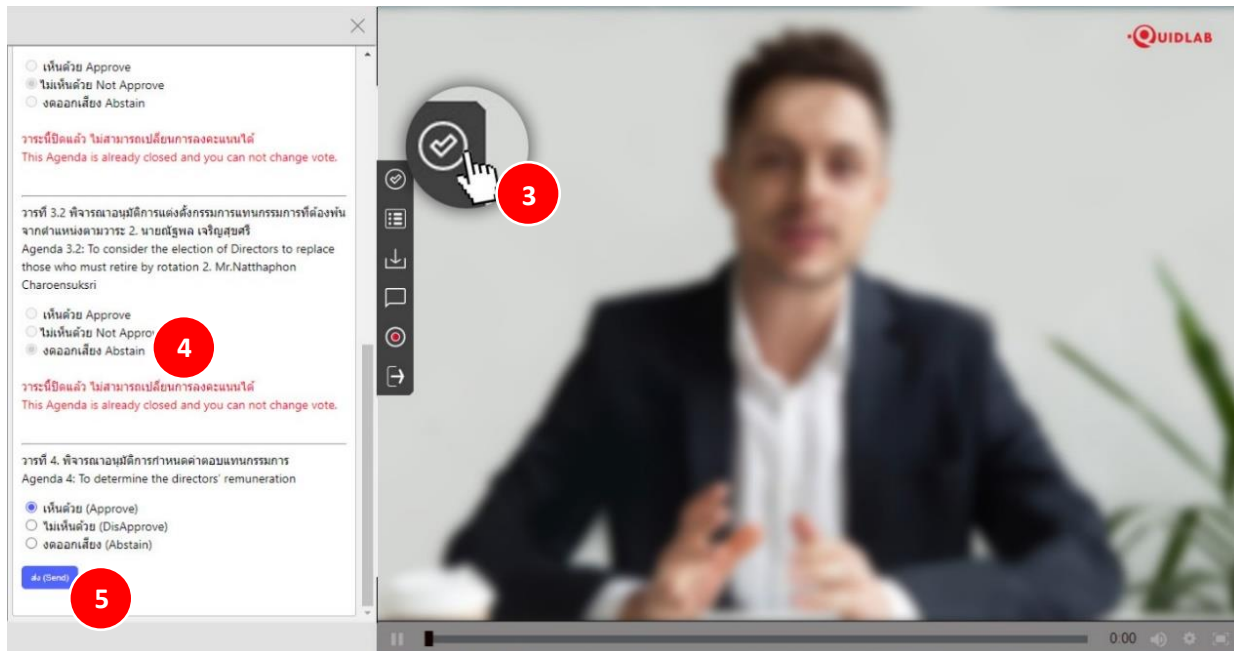 เห็นด้วย Approve
ไม่เห็นด้วย Not Approve
งดออกเสียง Abstain
วาระนี้ปิดแล้ว ไม่สามารถเปลี่ยนการลงคะแนนได้
This Agenda is already closed and you can not change vote.
วารที่ 3.2 พิจารณาอนุมัติการแต่งตั้งกรรมการแทนกรรมการที่ต้องพ้น
จากตำแหน่งตามวาระ 2. นายณัฐพล เจริญสุขศรี
Agenda 3.2: To consider the election of Directors to replace
those who must retire by rotation 2. Mr.Natthaphon
Charoensuksri
เห็นด้วย Approve
ไม่เห็นด้วย Not Approv
งดออกเสียง Abstain
4
วาระนี้ปิดแล้ว ไม่สามารถเปลี่ยนการลงคะแนนได้
This Agenda is already closed and you can not change vote.
วารที่ 4. พิจารณาอนุมัติการกำหนดค่าตอบแทนกรรมการ
Agenda 4: To determine the directors' remuneration
เห็นด้วย (Approve)
ไม่เห็นด้วย (DisApprove)
งดออกเสียง (Abstain)
ส่ง (Send)
5
QUIDLAB
3
0:00